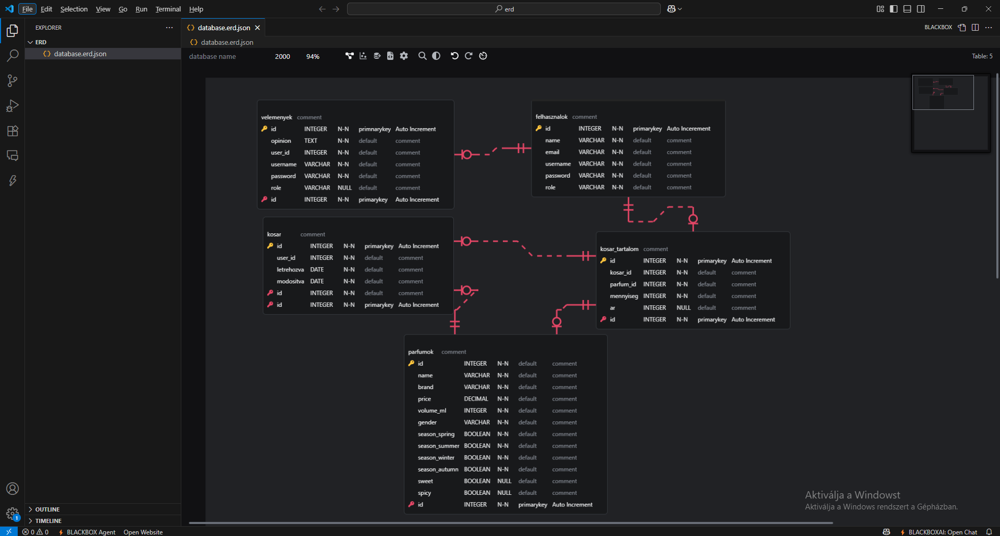 File Edit Selection View Go Run Terminal Help
erd
EXPLORER
ERD
database.erd.json
OUTLINE
TIMELINE
database.erd.json
BLACKBOX
database.erd.json
database name 2000 94% Table: 5
velemenyek comment
id INTEGER N-N primnarykey Auto Increment
opinion TEXT N-N default comment
user_id INTEGER N-N default comment
username VARCHAR N-N default comment
password VARCHAR N-N default comment
role VARCHAR NULL default comment
id INTEGER N-N primarykey Auto Incerement
felhasznalok comment
id INTEGER N-N primarykey Auto Incerement
name VARCHAR N-N default comment
email VARCHAR N-N default comment
username VARCHAR N-N default comment
password VARCHAR N-N default comment
role VARCHAR N-N default comment
kosar comment
id INTEGER N-N primarykey Auto Increment
user_id INTEGER N-N default comment
letrehozva DATE N-N default comment
modositva DATE N-N default comment
id INTEGER N-N default comment
id INTEGER N-N primarykey Auto Increment
kosar_tartalom comment
id INTEGER N-N primarykey Auto Increment
kosar_id INTEGER N-N default comment
parfum_id INTEGER N-N default comment
mennyiseg INTEGER N-N default comment
ar INTEGER NULL default comment
id INTEGER N-N primarykey Auto Incerement
parfumok comment
id INTEGER N-N default comment
name VARCHAR N-N default comment
brand VARCHAR N-N default comment
price DECIMAL N-N default comment
volume_ml INTEGER N-N default comment
gender VARCHAR N-N default comment
season_spring BOOLEAN N-N default comment
season_summer BOOLEAN N-N default comment
season_winter BOOLEAN N-N default comment
season_autumn BOOLEAN N-N default comment
sweet BOOLEAN NULL default comment
spicy BOOLEAN NULL default comment
id INTEGER N-N primarykey Auto Increment
Aktiválja a Windowst
Aktiválja a Windows rendszert a Gépházban.
1
0 0 BLACKBOX Agent Open Website BLACKBOXAI: Open Chat